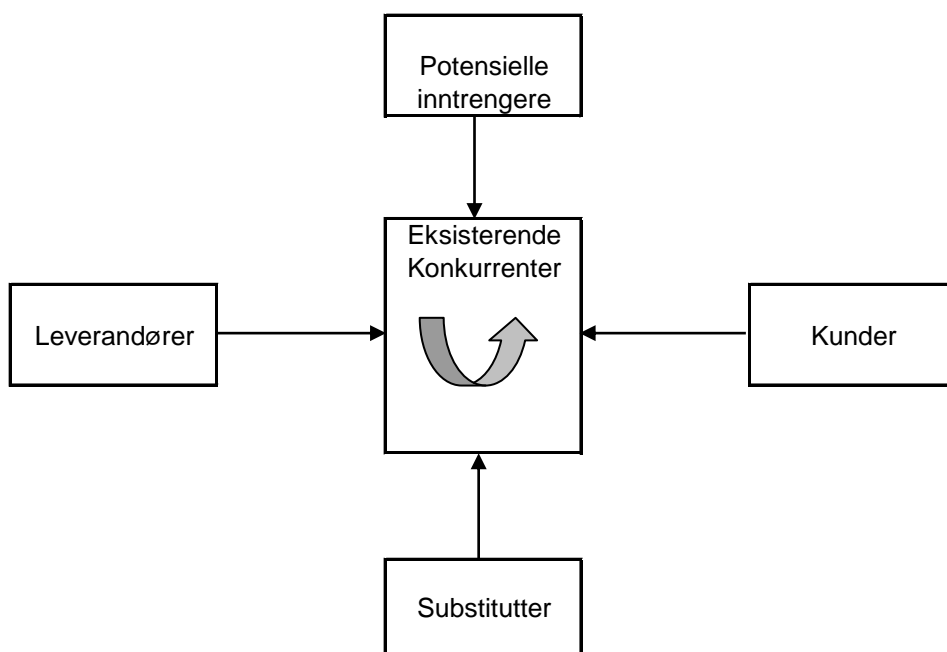 Potensielle
inntrengere
Eksisterende
Konkurrenter
Leverandører
Kunder
Substitutter